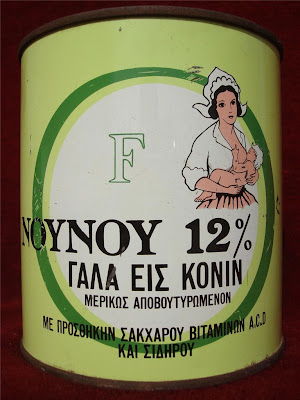 F
ΝΟΥΝΟΥ 12%
ΓΑΛΑ ΕΙΣ ΚΟΝΙΝ
ΜΕΡΙΚΩΣ ΑΠΟΒΟΥΤΥΡΩΜΕΝΟΝ
ΜΕ ΠΡΟΣΘΗΚΗΝ ΣΑΚΧΑΡΟΥ ΒΙΤΑΜΙΝΩΝ A.C.D
ΚΑΙ ΣΙΔΗΡΟΥ